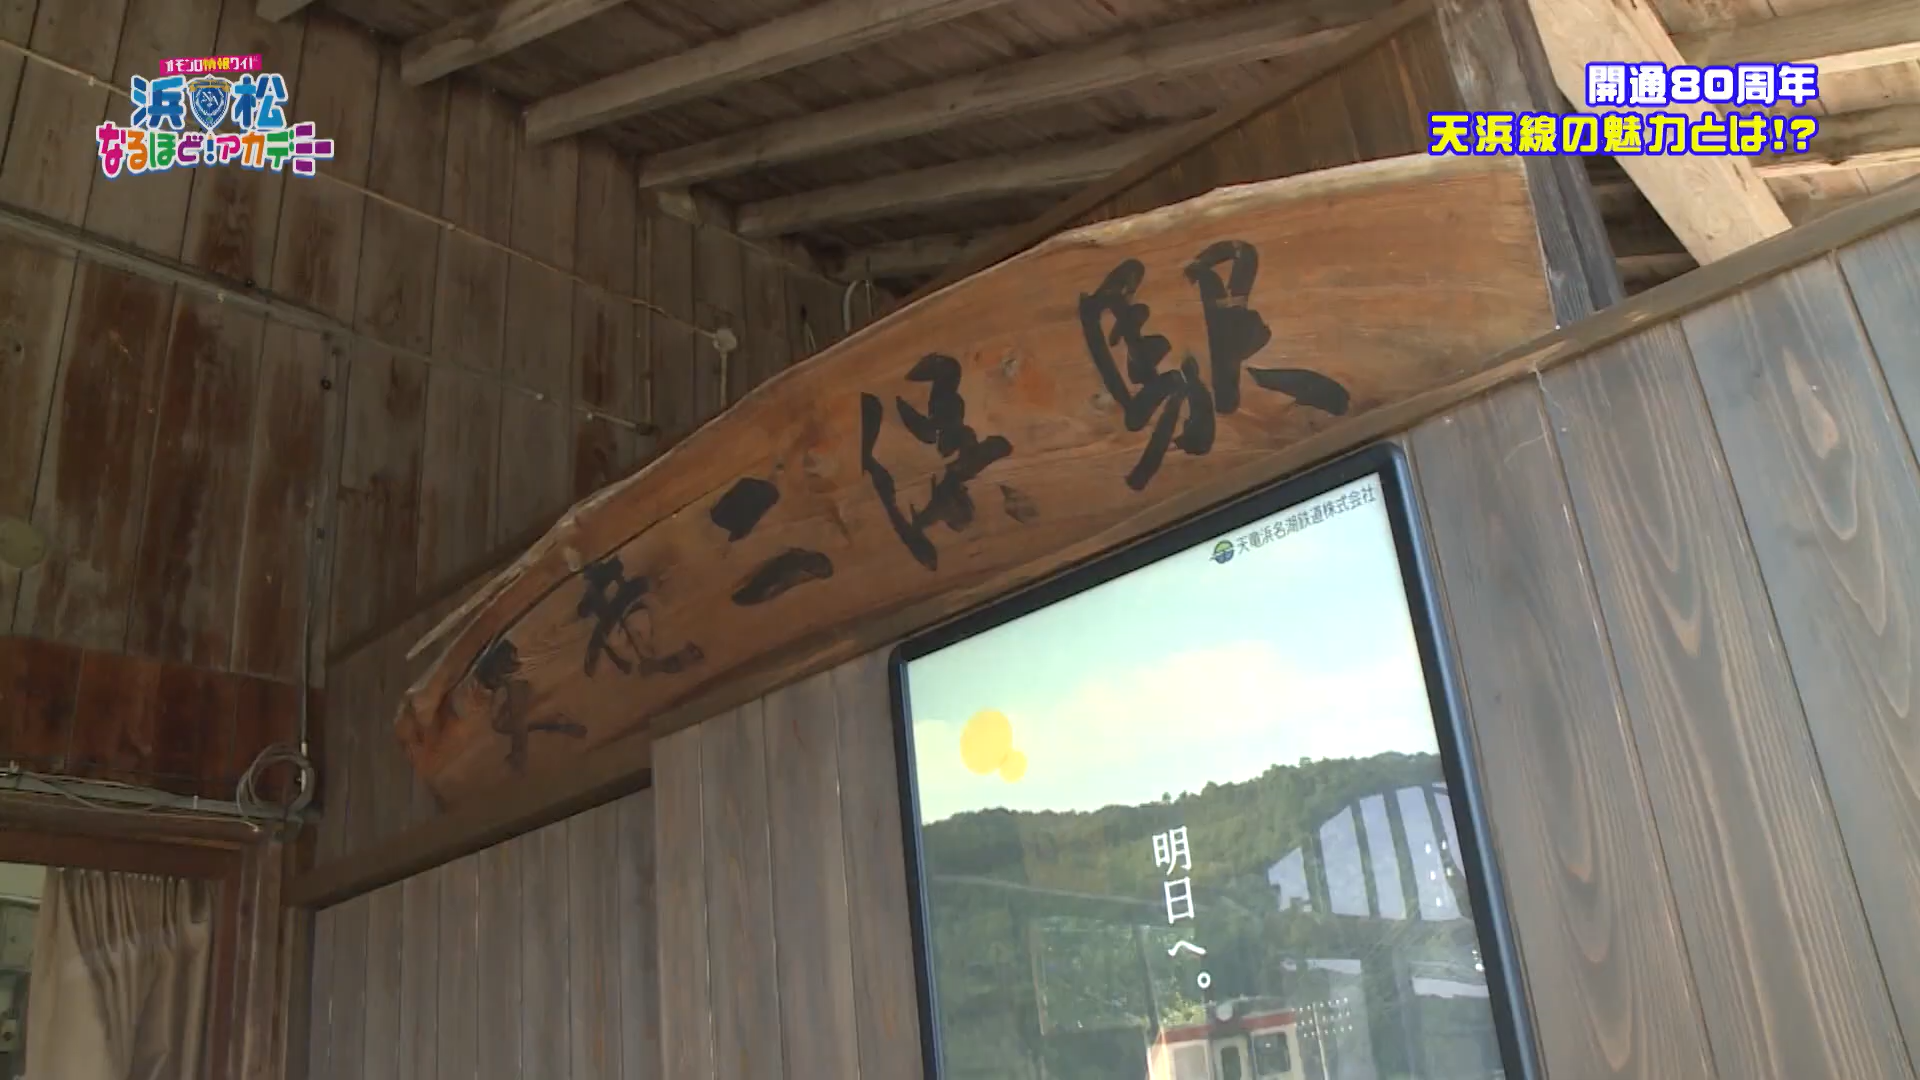 オモシロ情報ワイド
浜松
なるほど!アカデミー
開通80周年
天浜線の魅力とは!?
天竜二俣駅
天竜浜名湖鉄道株式会社
明日へ。